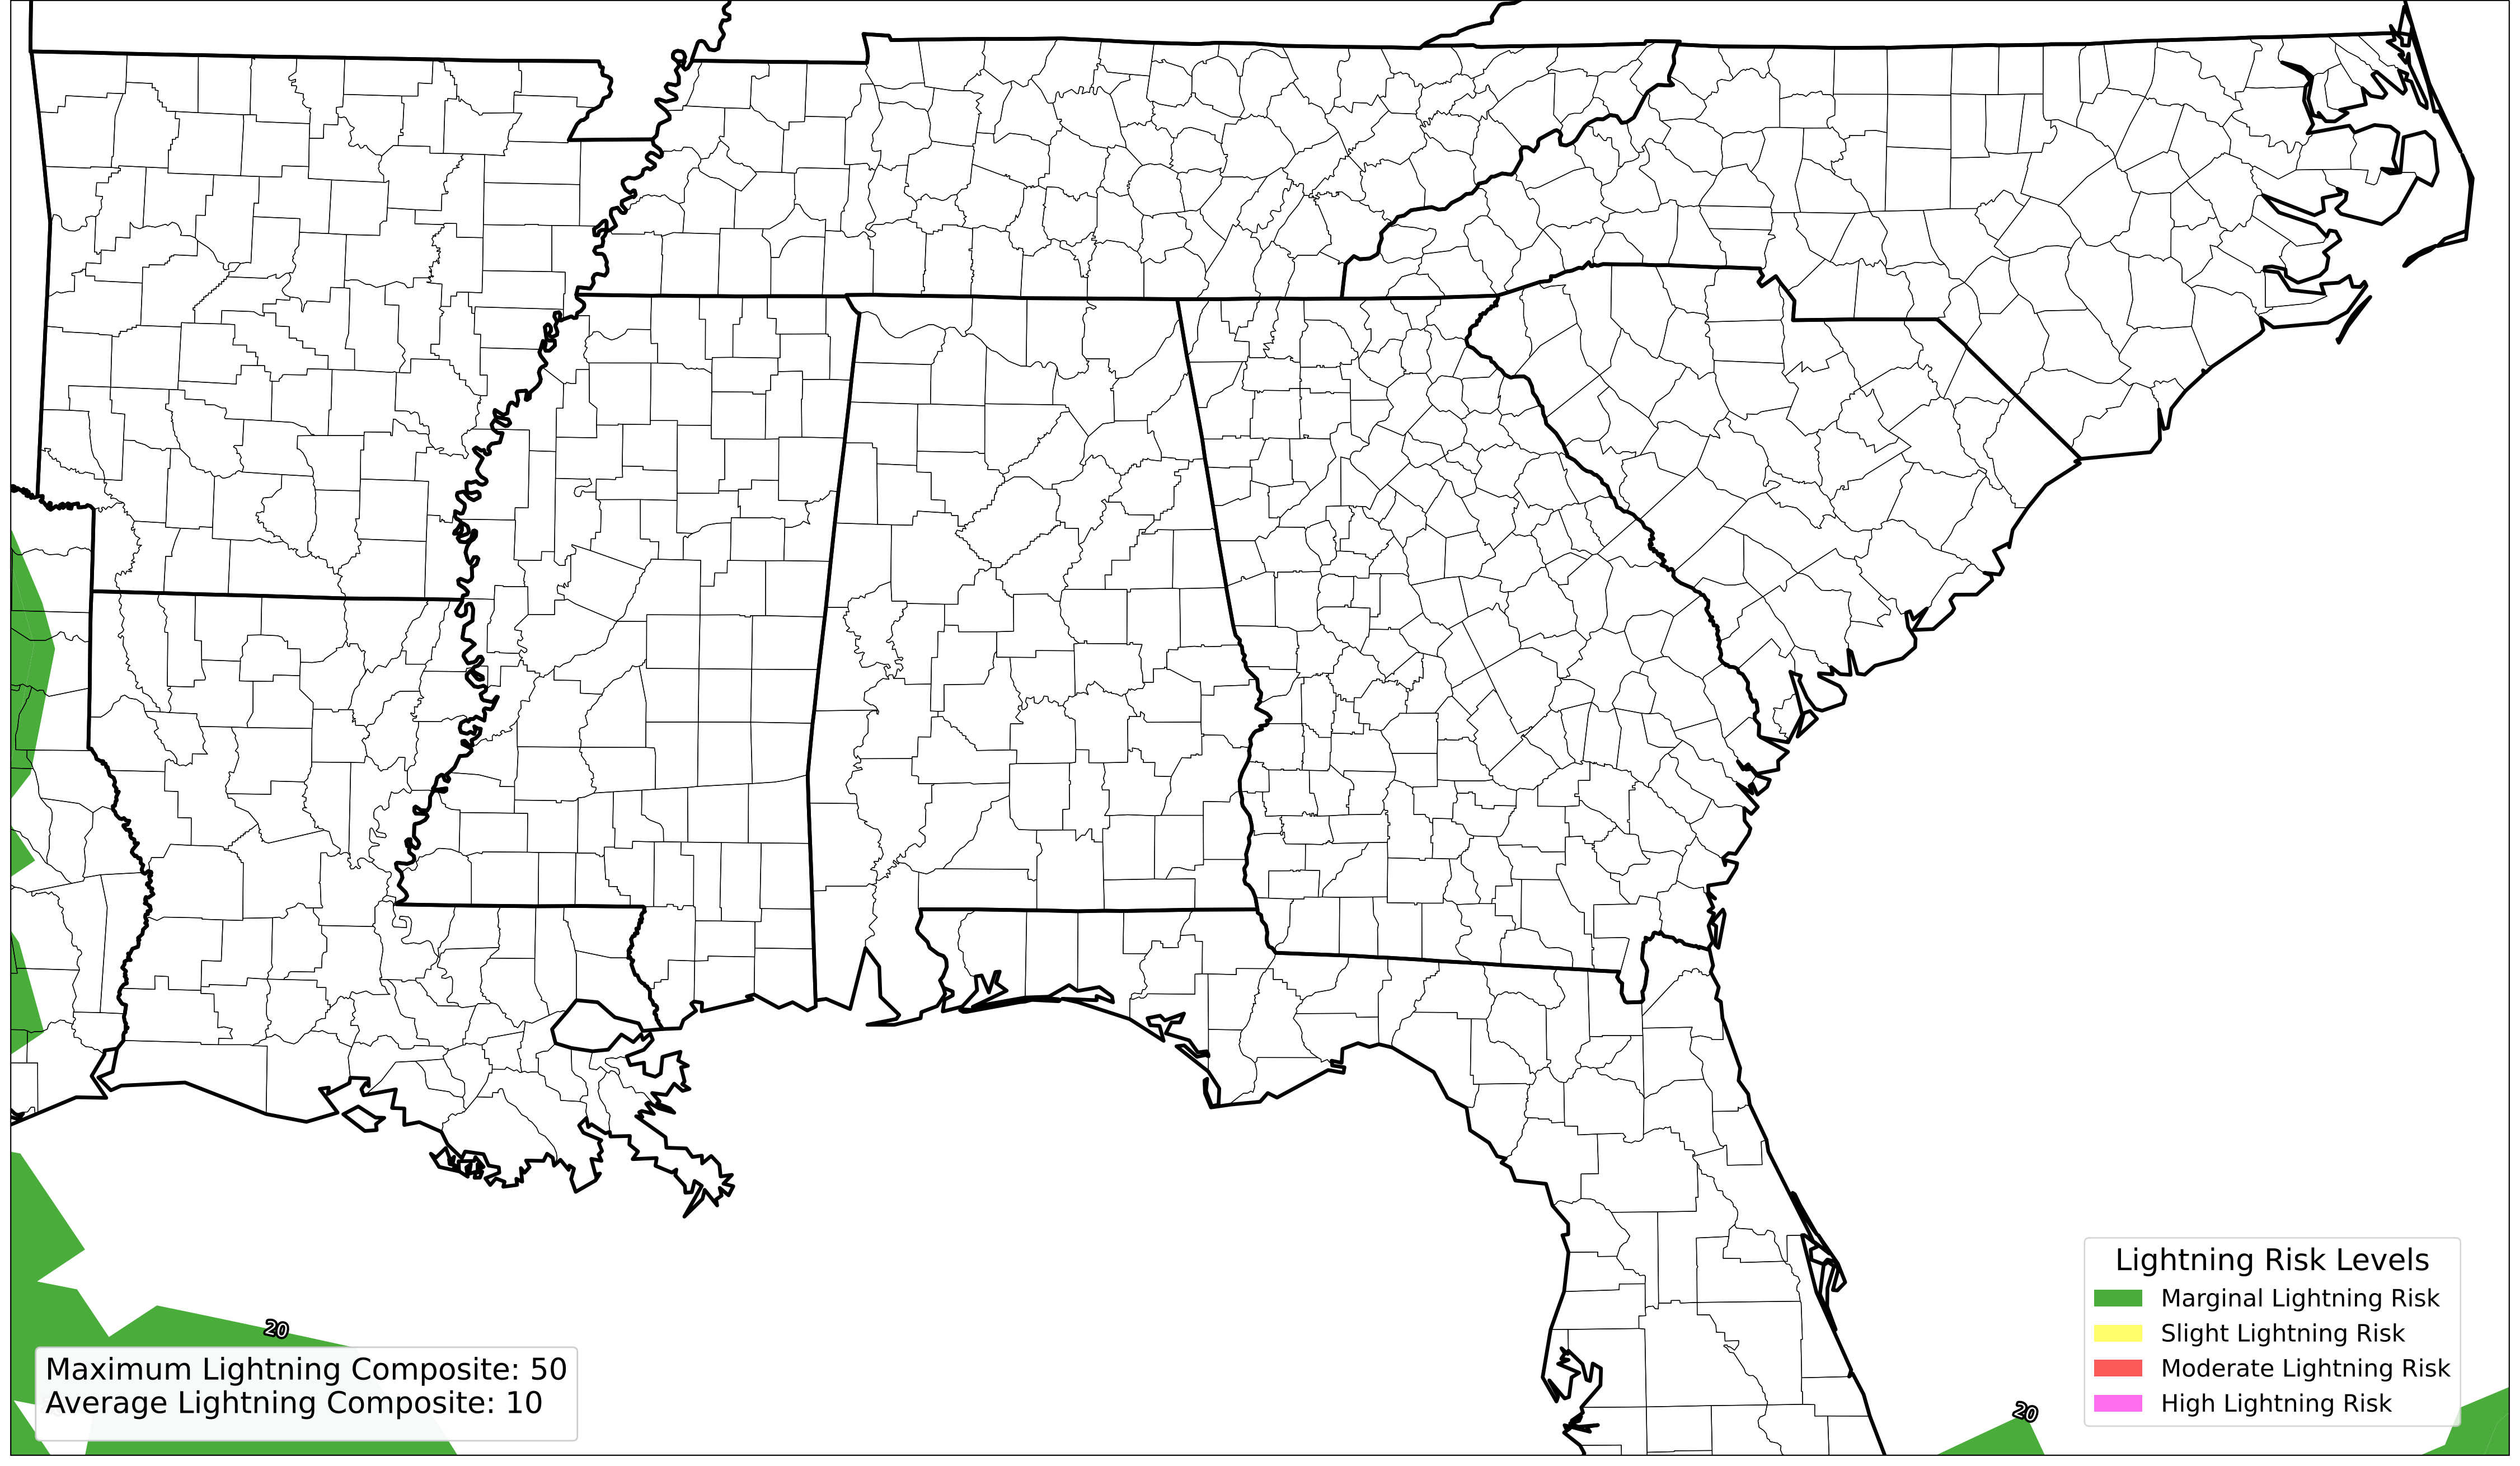 20
Maximum Lightning Composite: 50
Average Lightning Composite: 10
Lightning Risk Levels
Marginal Lightning Risk
Slight Lightning Risk
Moderate Lightning Risk
High Lightning Risk
20